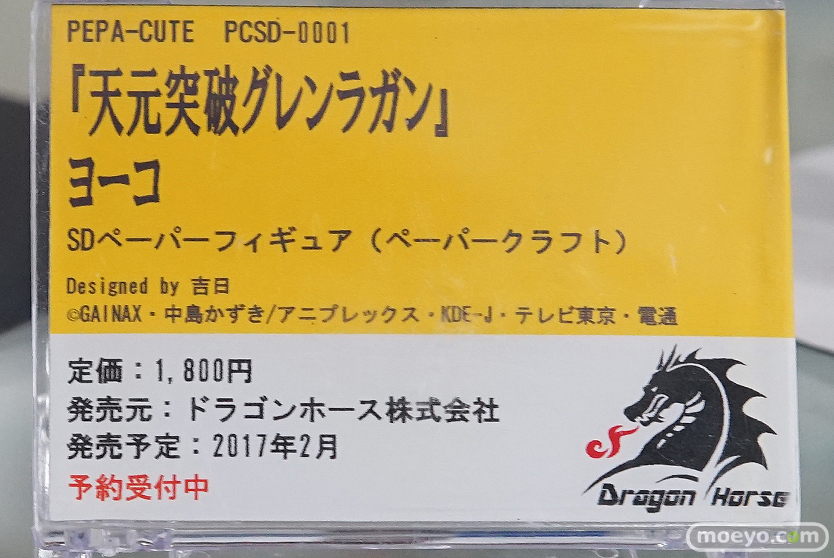 PEPA-CUTE PCSD-0001
『天元突破グレンラガン』
ヨーコ
SDペーパーフィギュア（ペーパークラフト）
Designed by 吉日
©GAINAX・中島かずき/アニプレックス・KDE-J・テレビ東京・電通
定価：1,800円
発売元：ドラゴンホース株式会社
発売予定：2017年2月
予約受付中
Dragon Horse
moeyo.com